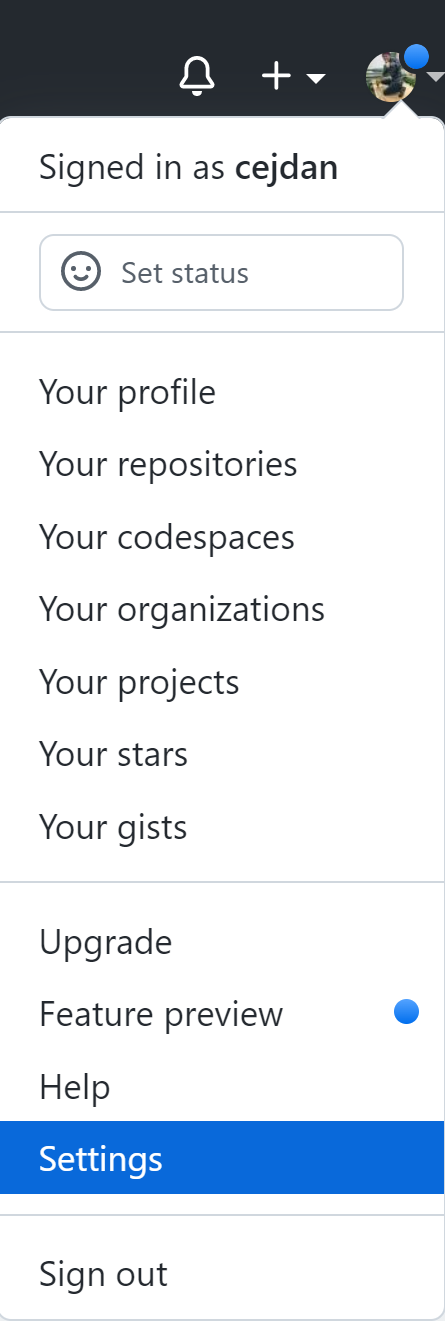 Signed in as cejdan
Set status
Your profile
Your repositories
Your codespaces
Your organizations
Your projects
Your stars
Your gists
Upgrade
Feature preview
Help
Settings
Sign out